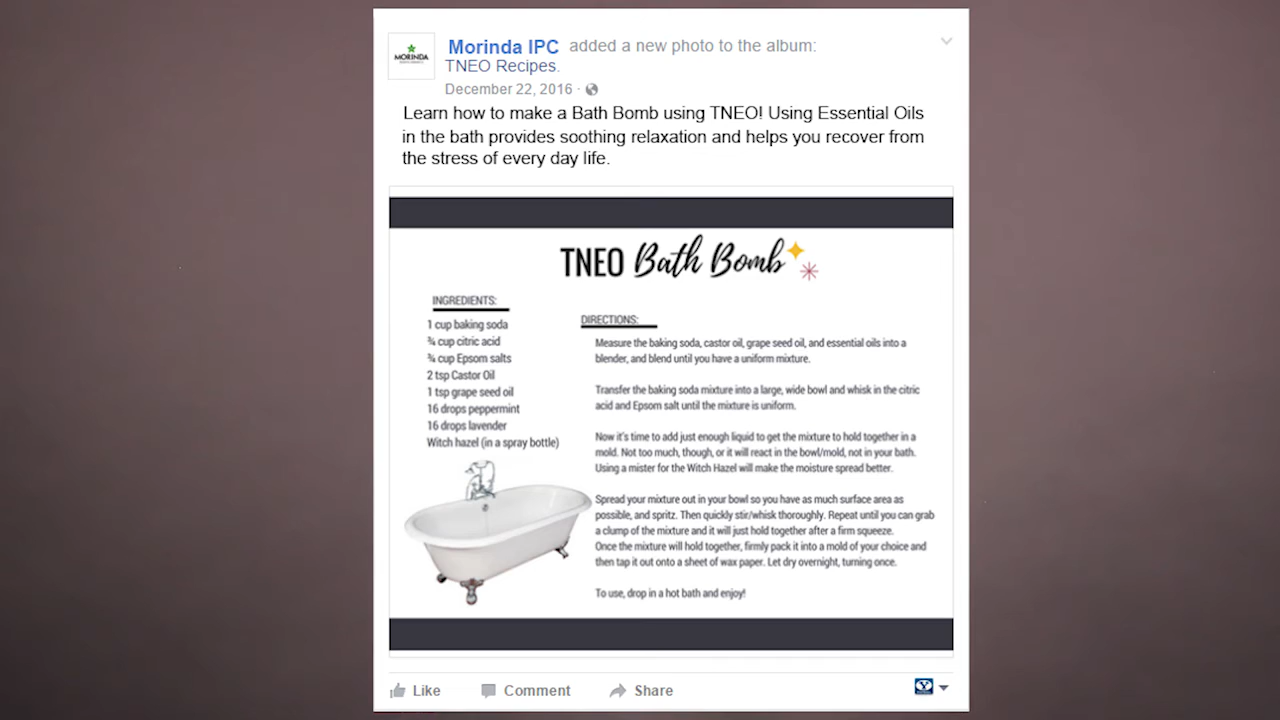 MORINDA
Morinda IPC added a new photo to the album:
TNEO Recipes.
December 22, 2016 ·
Learn how to make a Bath Bomb using TNEO! Using Essential Oils
in the bath provides soothing relaxation and helps you recover from
the stress of every day life.
TNEO Bath Bomb
INGREDIENTS:
1 cup baking soda
¾ cup citric acid
¾ cup Epsom salts
2 tsp Castor Oil
1 tsp grape seed oil
16 drops peppermint
16 drops lavender
Witch hazel (in a spray bottle)
DIRECTIONS:
Measure the baking soda, castor oil, grape seed oil, and essential oils into a
blender, and blend until you have a uniform mixture.
Transfer the baking soda mixture into a large, wide bowl and whisk in the citric
acid and Epsom salt until the mixture is uniform.
Now it's time to add just enough liquid to get the mixture to hold together in a
mold. Not too much, though, or it will react in the bowl/mold, not in your bath.
Using a mister for the Witch Hazel will make the moisture spread better.
Spread your mixture out in your bowl so you have as much surface area as
possible, and spritz. Then quickly stir/whisk thoroughly. Repeat until you can grab
a clump of the mixture and it will just hold together after a firm squeeze.
Once the mixture will hold together, firmly pack it into a mold of your choice and
then tap it out onto a sheet of wax paper. Let dry overnight, turning once.
To use, drop in a hot bath and enjoy!
Like Comment Share